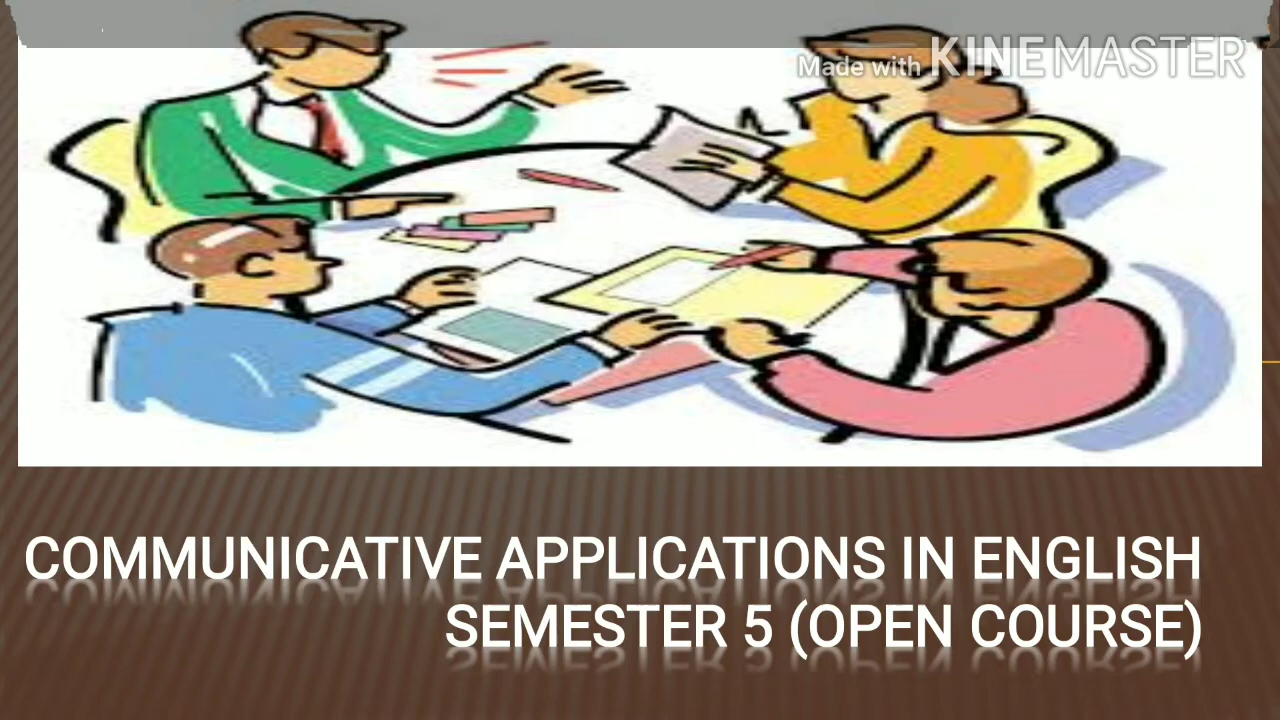 Made with KINEMASTER
COMMUNICATIVE APPLICATIONS IN ENGLISH
SEMESTER 5 (OPEN COURSE)